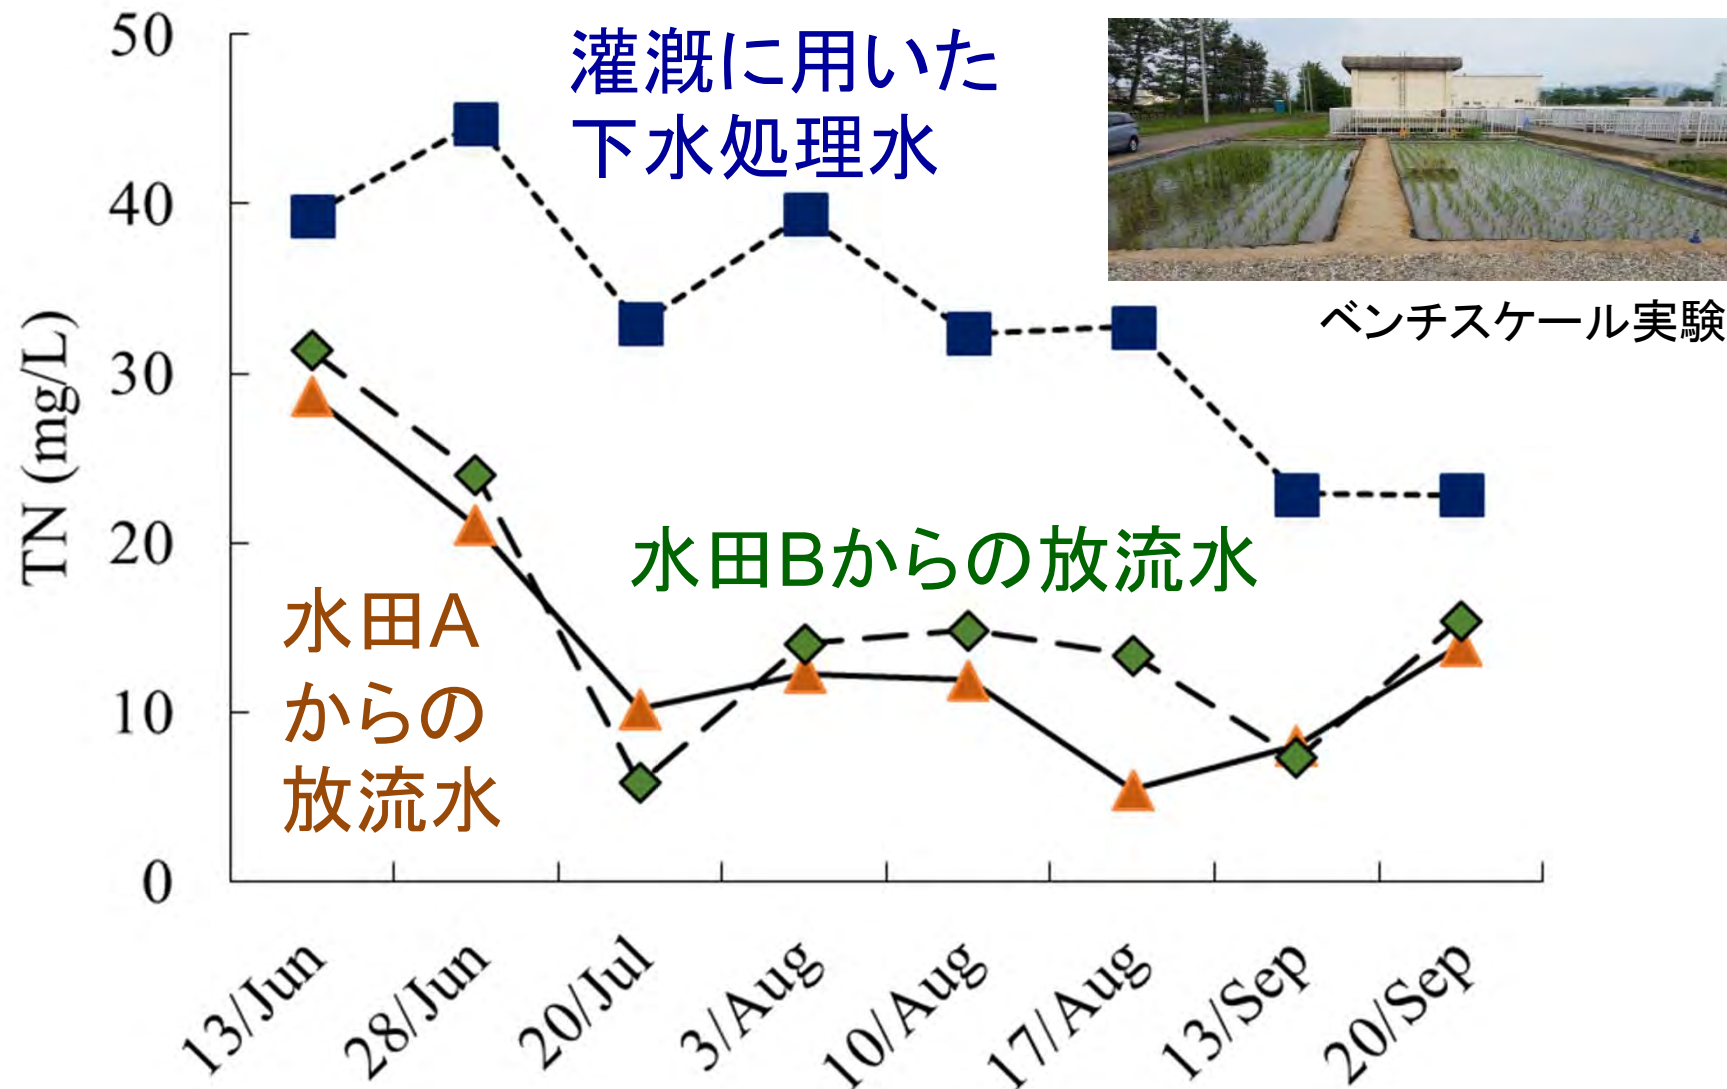 50
40
30
20
10
0
TN (mg/L)
灌漑に用いた
下水処理水
ベンチスケール実験
水田Bからの放流水
水田A
からの
放流水
13/Jun
28/Jun
20/Jul
3/Aug
10/Aug
17/Aug
13/Sep
20/Sep